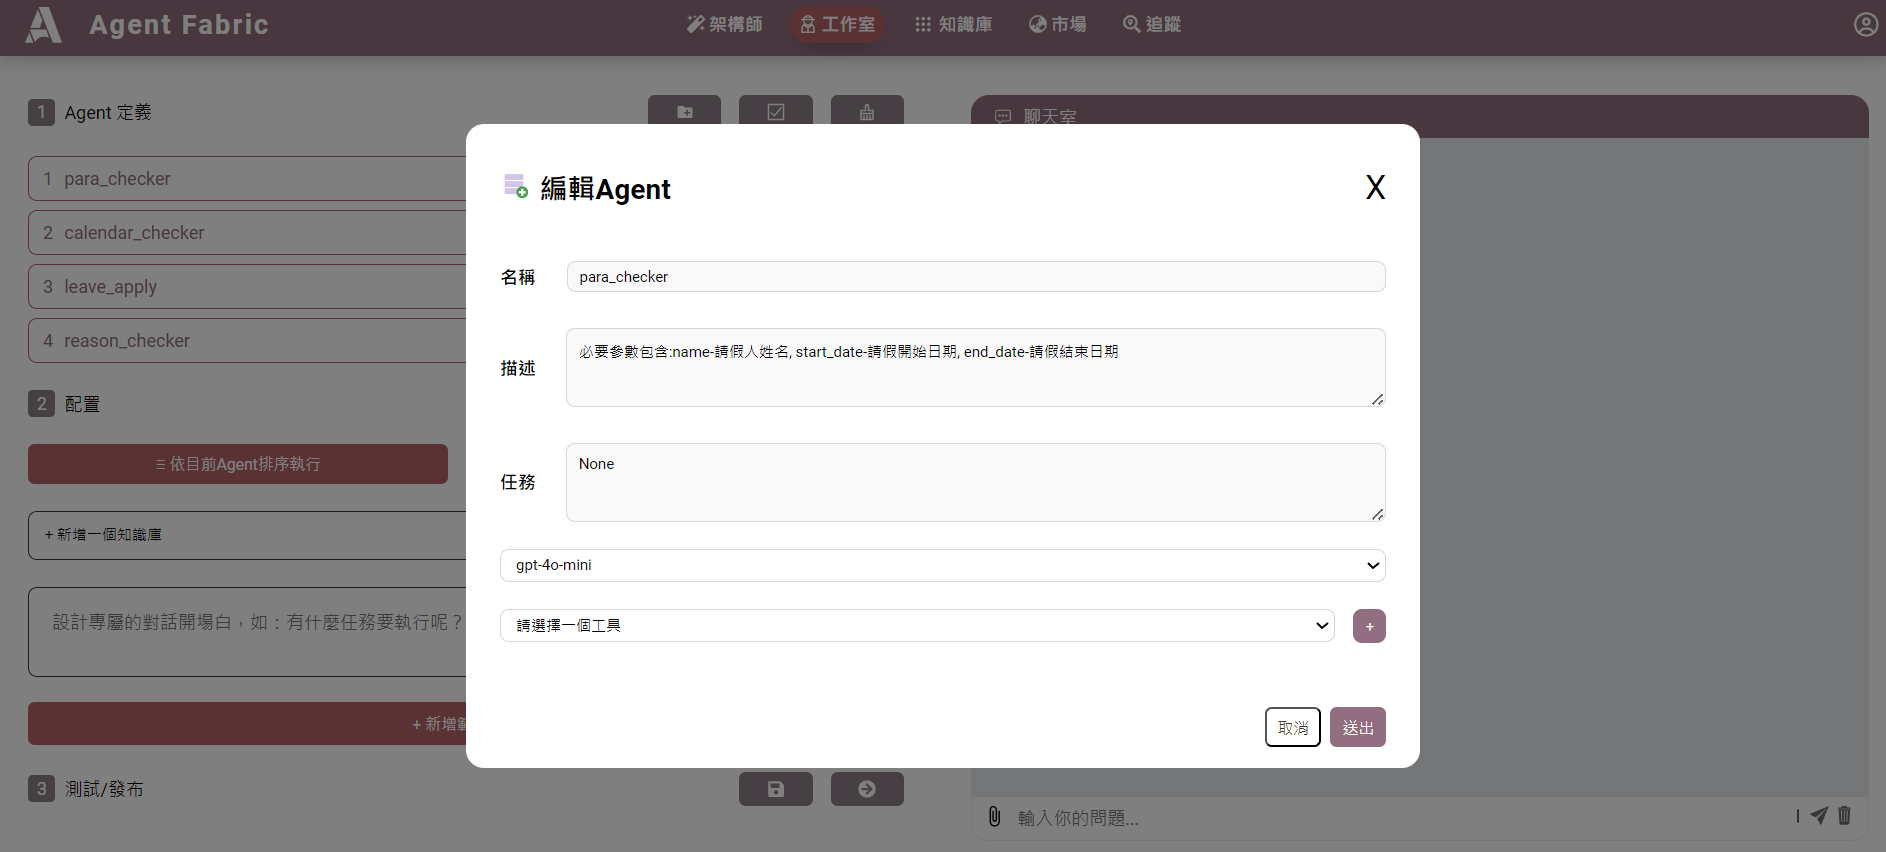 Agent Fabric
架構師
工作室
知識庫
市場
追蹤
1 Agent 定義
1 para_checker
2 calendar_checker
3 leave_apply
4 reason_checker
2 配置
依目前Agent排序執行
+ 新增一個知識庫
設計專屬的對話開場白，如：有什麼任務要執行呢？
+ 新增
3 測試/發布
聊天室
輸入你的問題...
編輯Agent
X
名稱
para_checker
描述
必要參數包含:name-請假人姓名, start_date-請假開始日期, end_date-請假結束日期
任務
None
gpt-4o-mini
請選擇一個工具
+
取消
送出